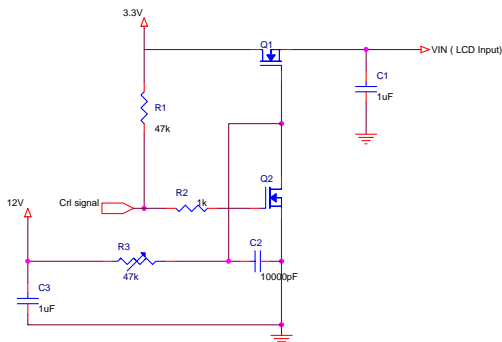 3.3V
Q1
VIN ( LCD Input)
C1
1uF
R1
47k
Q2
12V
Crl signal
R2
1k
R3
47k
C2
10000pF
C3
1uF